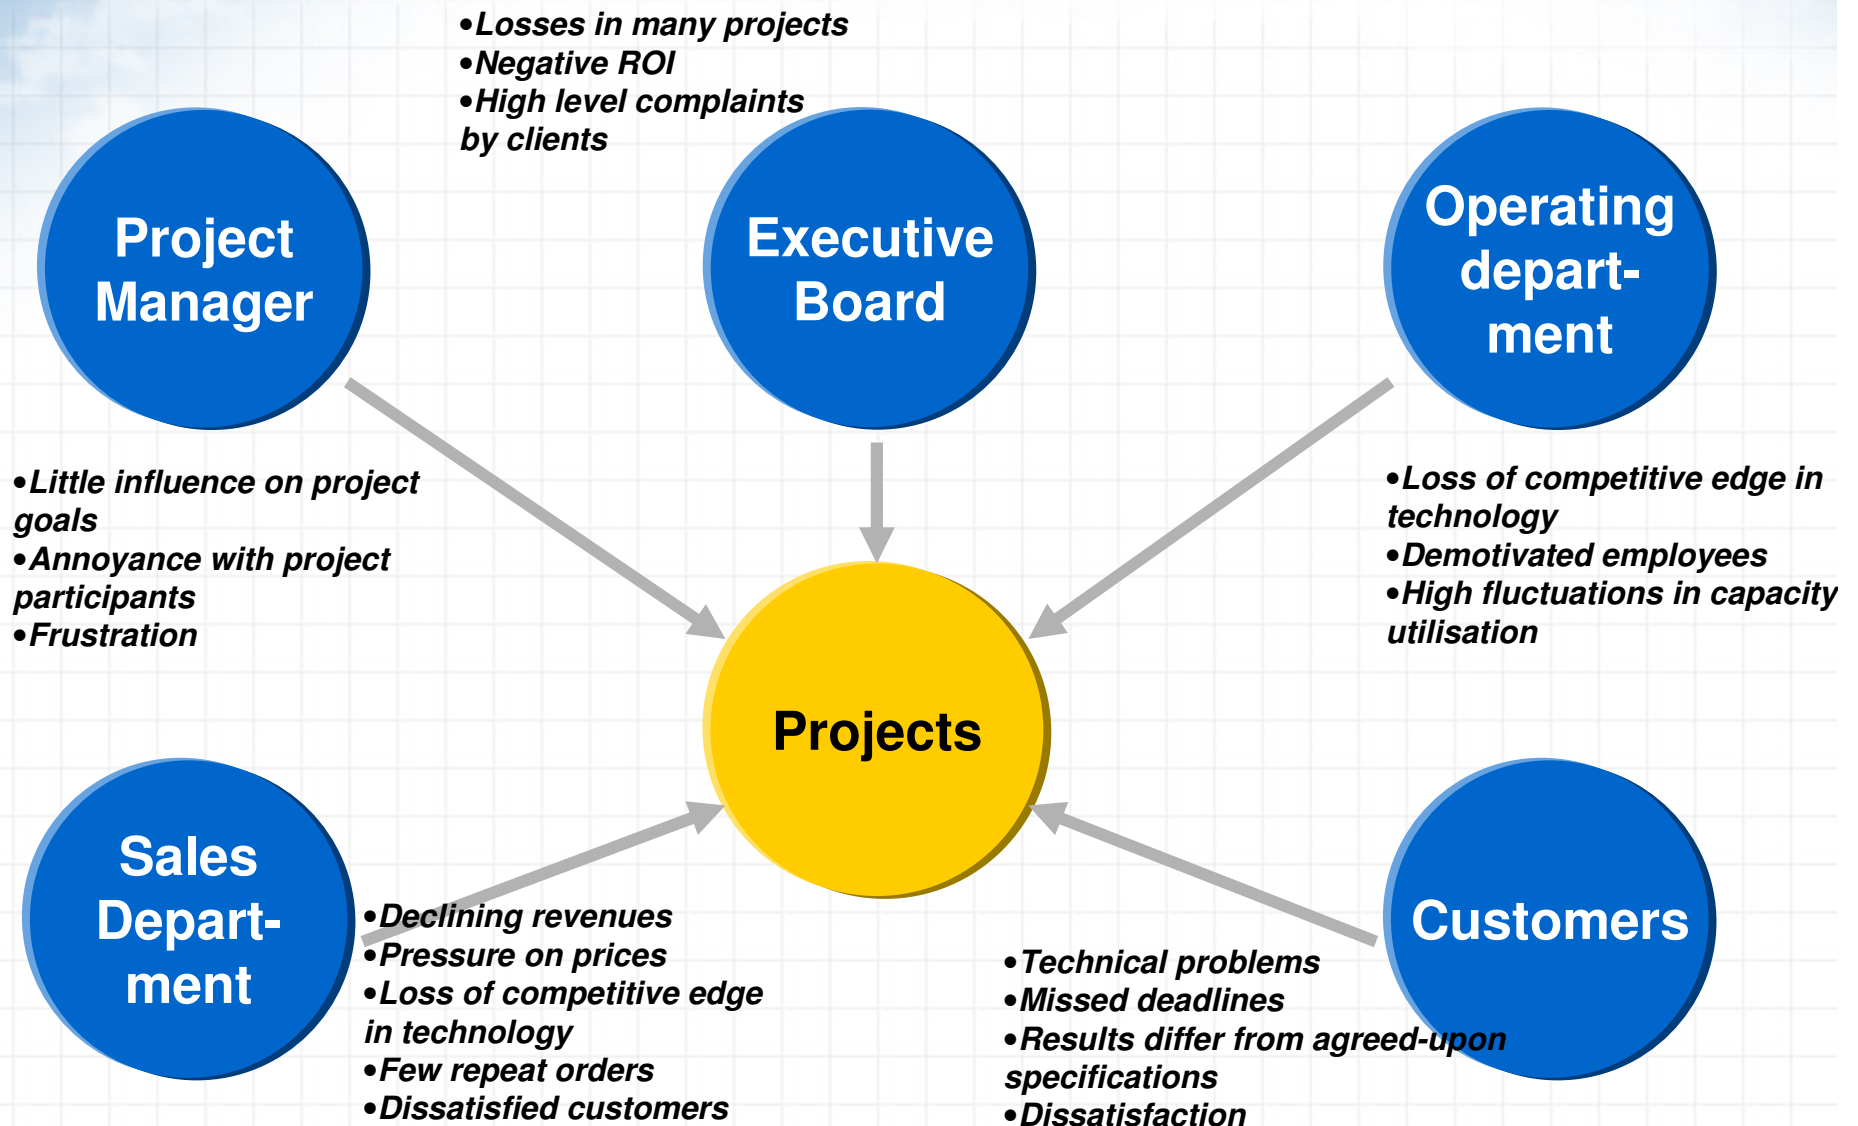 •Losses in many projects
•Negative ROI
•High level complaints
by clients
Project
Manager
Executive
Board
Operating
depart-
ment
•Little influence on project
goals
•Annoyance with project
participants
•Frustration
•Loss of competitive edge in
technology
•Demotivated employees
•High fluctuations in capacity
utilisation
Projects
Sales
Depart-
ment
•Declining revenues
•Pressure on prices
•Loss of competitive edge
in technology
•Few repeat orders
•Dissatisfied customers
Customers
•Technical problems
•Missed deadlines
•Results differ from agreed-upon
specifications
•Dissatisfaction